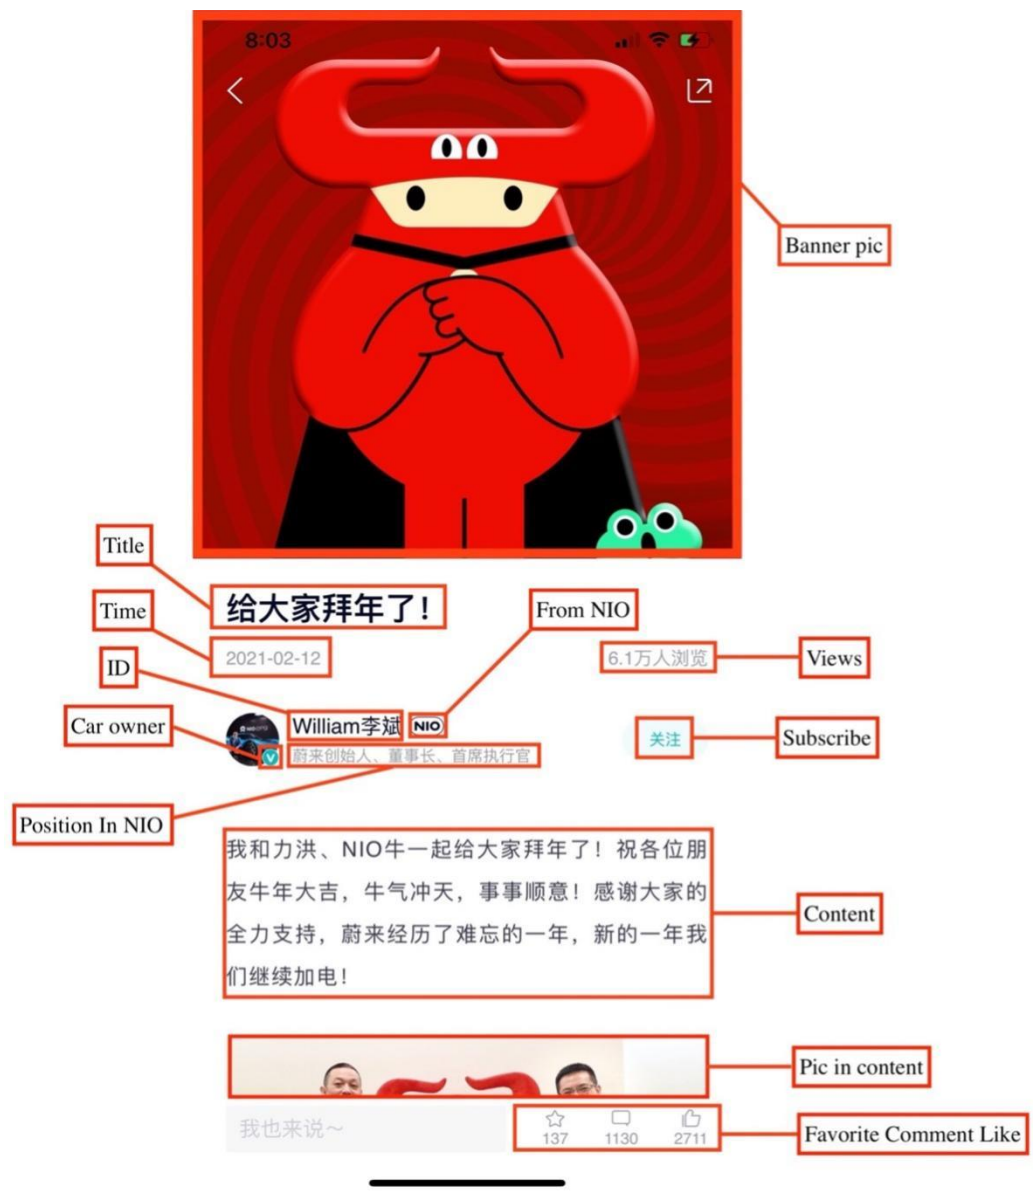 8:03
Banner pic
Title
给大家拜年了!
Time
From NIO
2021-02-12
6.1万人浏览
Views
ID
William李斌 NIO
Car owner
关注
Subscribe
蔚来创始人、董事长、首席执行官
Position In NIO
我和力洪、NIO牛一起给大家拜年了！祝各位朋
友牛年大吉，牛气冲天，事事顺意！感谢大家的
全力支持，蔚来经历了难忘的一年，新的一年我
们继续加电！
Content
Pic in content
我也来说～
137 1130 2711
Favorite Comment Like